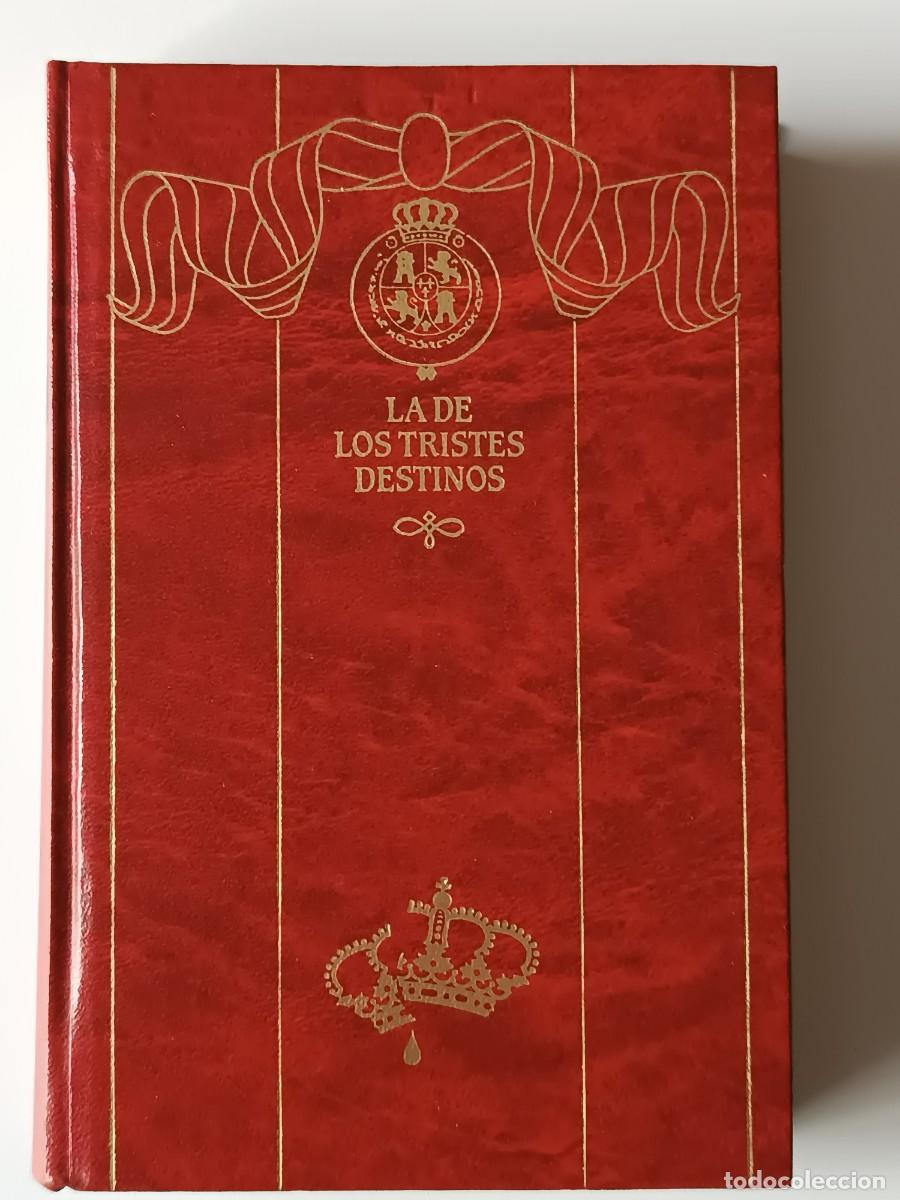 LA DE
LOS TRISTES
DESTINOS
todocoleccion